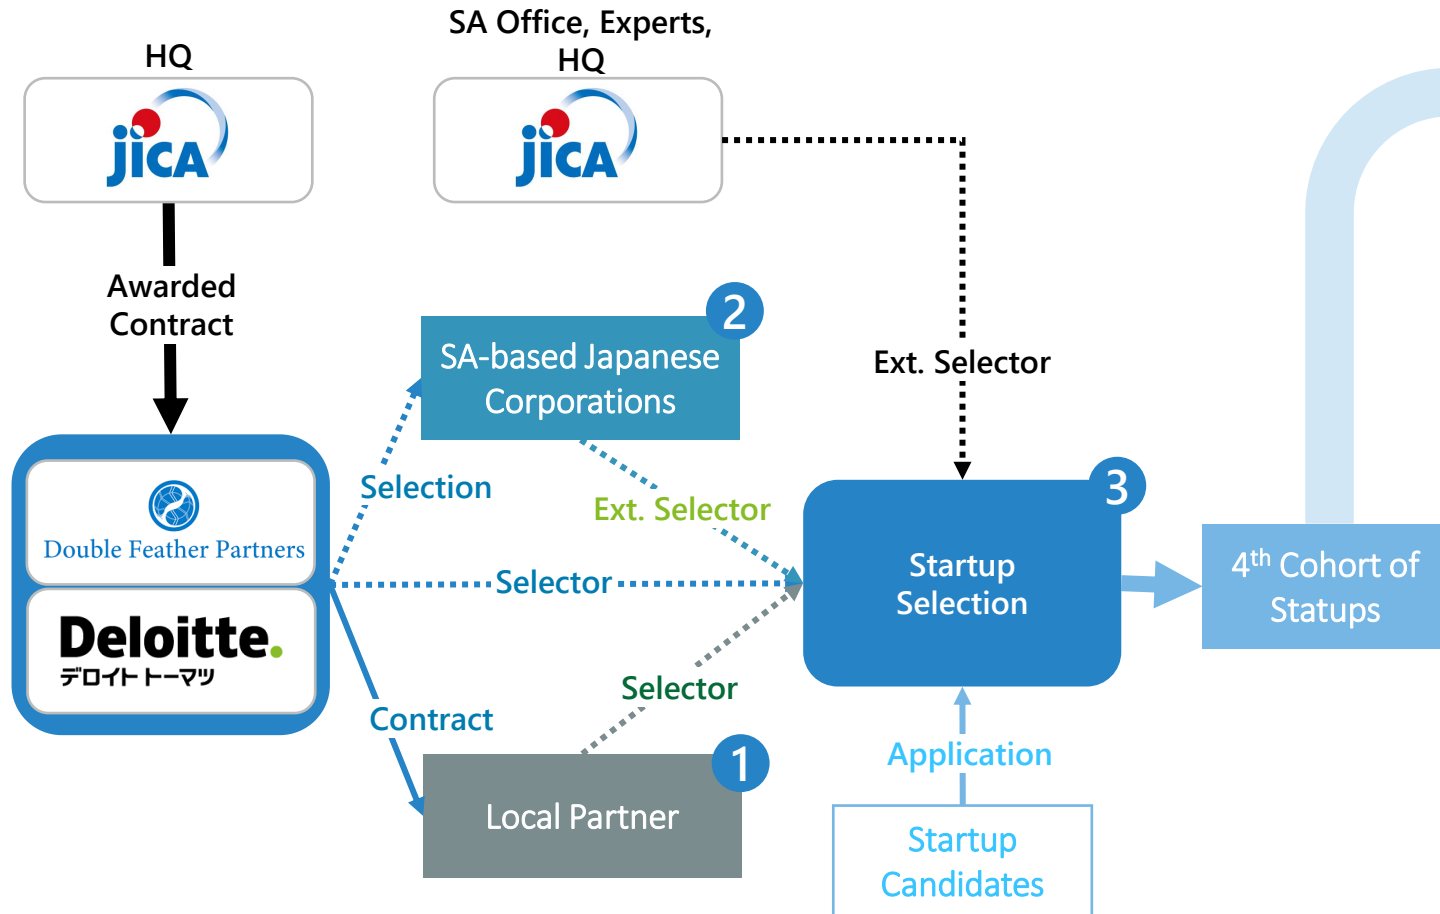 HQ
JICA
SA Office, Experts,
HQ
JICA
Awarded
Contract
2
SA-based Japanese
Corporations
Ext. Selector
Selection
Ext. Selector
Double Feather Partners
Deloitte.
デロイト トーマツ
Selector
3
Startup
Selection
4th Cohort of
Statups
Selector
Contract
1
Local Partner
Application
Startup
Candidates